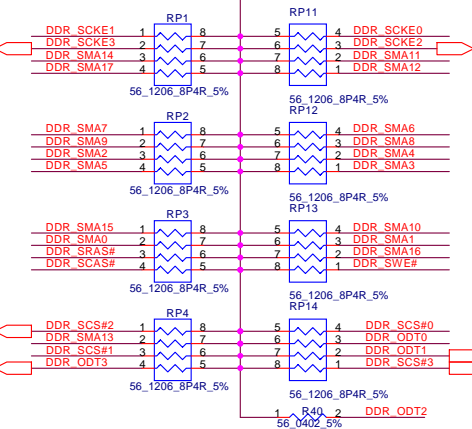 RP1 RP11
DDR_SCKE1 1 8 5 4 DDR_SCKE0
DDR_SCKE3 2 7 6 3 DDR_SCKE2
DDR_SMA14 3 6 7 2 DDR_SMA11
DDR_SMA17 4 5 8 1 DDR_SMA12
56_1206_8P4R_5% 56_1206_8P4R_5%
RP2 RP12
DDR_SMA7 1 8 5 4 DDR_SMA6
DDR_SMA9 2 7 6 3 DDR_SMA8
DDR_SMA2 3 6 7 2 DDR_SMA4
DDR_SMA5 4 5 8 1 DDR_SMA3
56_1206_8P4R_5% 56_1206_8P4R_5%
RP3 RP13
DDR_SMA15 1 8 5 4 DDR_SMA10
DDR_SMA0 2 7 6 3 DDR_SMA1
DDR_SRAS# 3 6 7 2 DDR_SMA16
DDR_SCAS# 4 5 8 1 DDR_SWE#
56_1206_8P4R_5% 56_1206_8P4R_5%
RP4 RP14
DDR_SCS#2 1 8 5 4 DDR_SCS#0
DDR_SMA13 2 7 6 3 DDR_ODT0
DDR_SCS#1 3 6 7 2 DDR_ODT1
DDR_ODT3 4 5 8 1 DDR_SCS#3
56_1206_8P4R_5% 56_1206_8P4R_5%
1 R40 2 DDR_ODT2
56_0402_5%